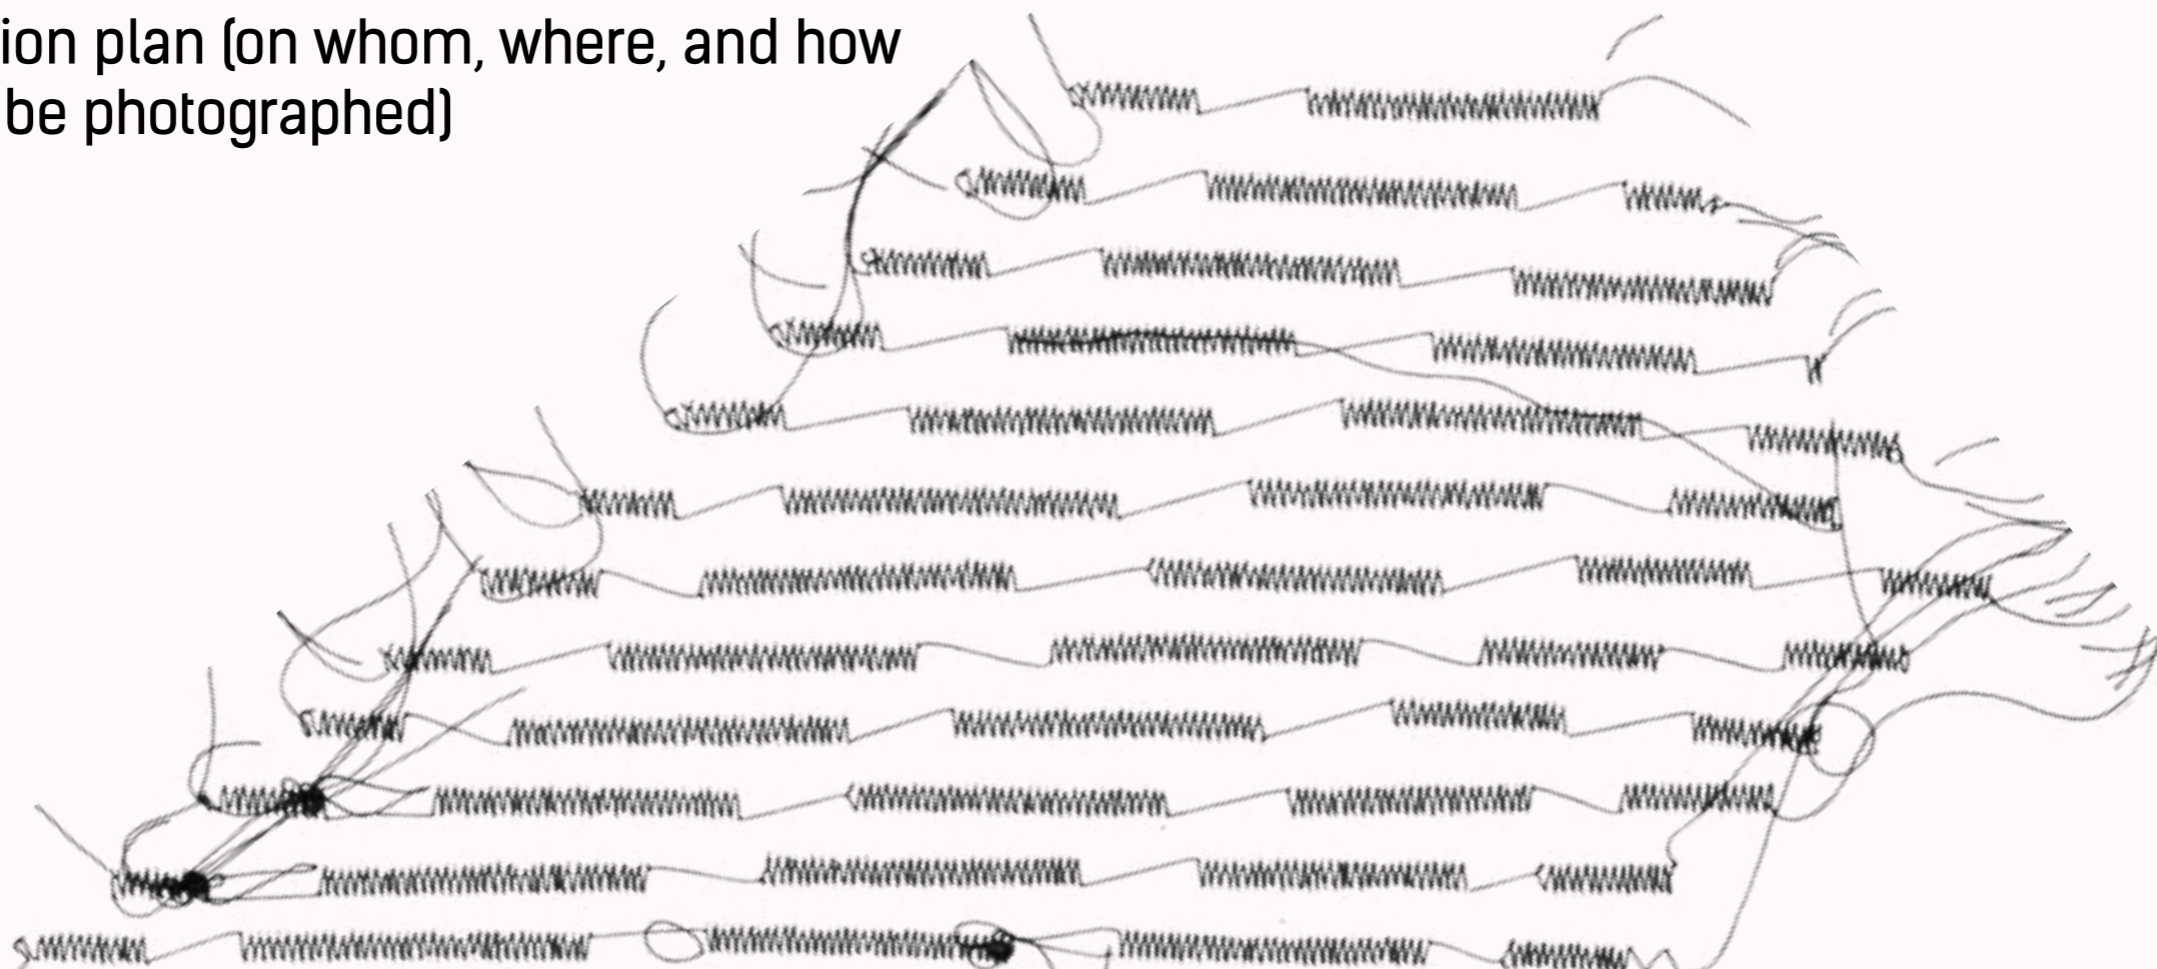 ion plan (on whom, where, and how
be photographed)